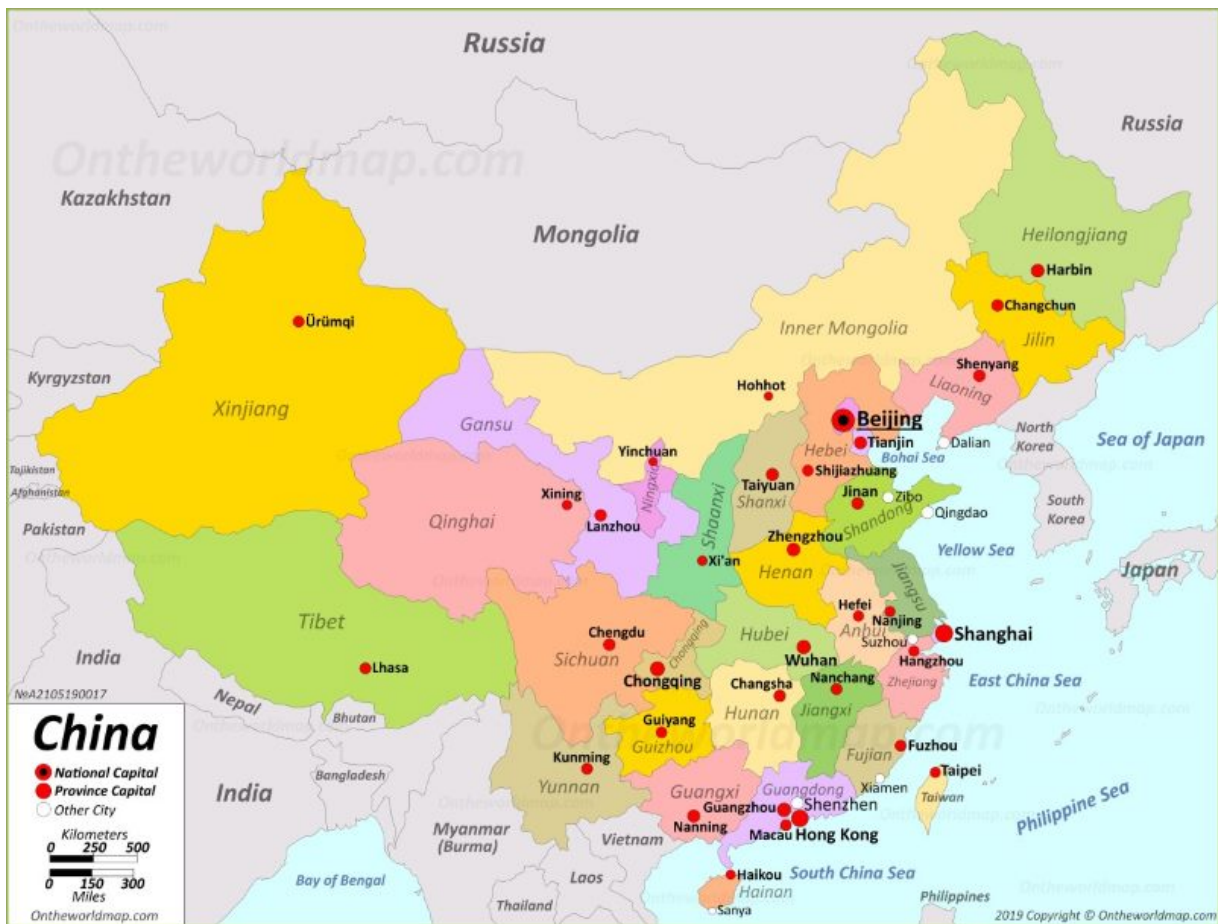 Ontheworldmap.com
Russia
Ontheworldmap.com
Russia
Ontheworldmap.com
Kazakhstan
Mongolia
Heilongjiang
Harbin
Changchun
Ürümqi
Inner Mongolia
Jilin
Shenyang
Kyrgyzstan
Liaoning
Hohhot
Xinjiang
Gansu
Beijing
North
Korea
Sea of Japan
Tianjin
Dalian
Hebei
Bohai Sea
Yinchuan
Tajikistan
Shijiazhuang
Taiyuan
Afghanistan
Ningxia
Xining
Shanxi
Jinan
Zibo
South
Korea
Pakistan
Qinghai
Lanzhou
Shaanxi
Shandong
Qingdao
Zhengzhou
Yellow Sea
Xi'an
Henan
Japan
Jiangsu
Tibet
Hefei
Nanjing
Chengdu
Chongqing
Hubei
Anhui
Suzhou
Shanghai
India
Sichuan
Wuhan
Hangzhou
Lhasa
Chongqing
Nanchang
East China Sea
Zhejiang
№A2105190017
Nepal
Changsha
Bhutan
Hunan
Jiangxi
Ontheworldmap.com
Guiyang
Guizhou
Fujian
Fuzhou
Kunming
Taipei
Bangladesh
Yunnan
Guangxi
Guangdong
Xiamen
Taiwan
India
Guangzhou
Shenzhen
Philippine Sea
Nanning
Macau
Hong Kong
Myanmar
(Burma)
Vietnam
Haikou
South China Sea
Bay of Bengal
Laos
Hainan
Thailand
Sanya
Philippines
China
National Capital
Province Capital
Other City
Kilometers
0 250 500
0 150 300
Miles
Ontheworldmap.com
2019 Copyright © Ontheworldmap.com